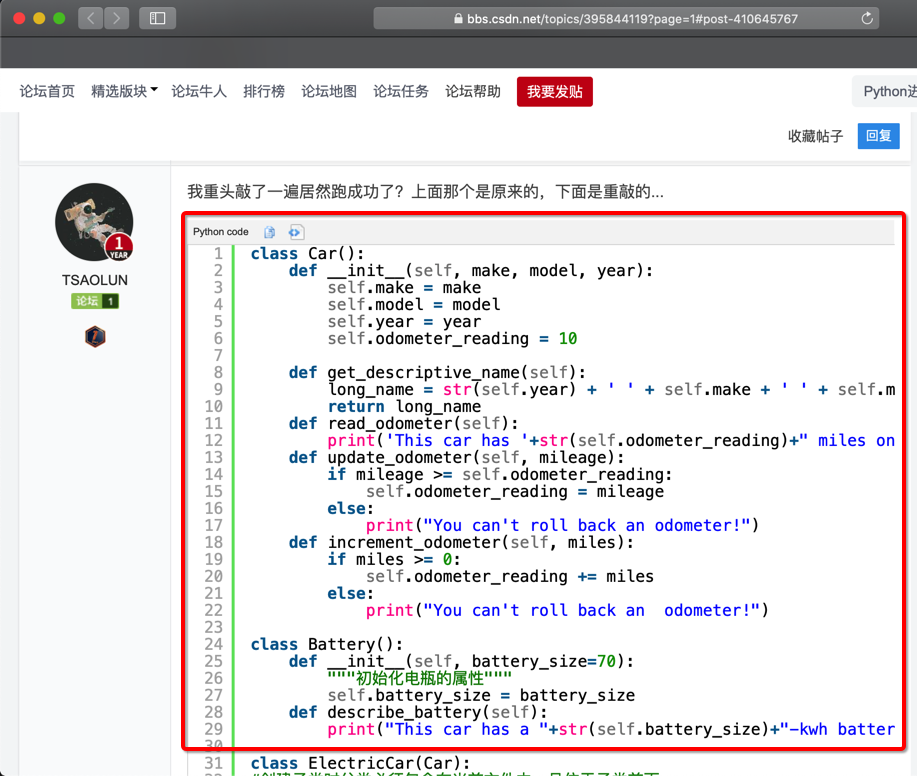 bbs.csdn.net/topics/395844119?page=1#post-410645767
论坛首页 精选版块 论坛牛人 排行榜 论坛地图 论坛任务 论坛帮助 我要发贴 Python进
收藏帖子 回复
我重头敲了一遍居然跑成功了？上面那个是原来的，下面是重敲的...
1
YEAR
TSAOLUN
论坛 1
Python code
1 class Car():
2 def __init__(self, make, model, year):
3 self.make = make
4 self.model = model
5 self.year = year
6 self.odometer_reading = 10
7
8 def get_descriptive_name(self):
9 long_name = str(self.year) + ' ' + self.make + ' ' + self.m
10 return long_name
11 def read_odometer(self):
12 print('This car has '+str(self.odometer_reading)+" miles on
13 def update_odometer(self, mileage):
14 if mileage >= self.odometer_reading:
15 self.odometer_reading = mileage
16 else:
17 print("You can't roll back an odometer!")
18 def increment_odometer(self, miles):
19 if miles >= 0:
20 self.odometer_reading += miles
21 else:
22 print("You can't roll back an  odometer!")
23
24 class Battery():
25 def __init__(self, battery_size=70):
26 """初始化电瓶的属性"""
27 self.battery_size = battery_size
28 def describe_battery(self):
29 print("This car has a "+str(self.battery_size)+"-kwh batter
30
31 class ElectricCar(Car):